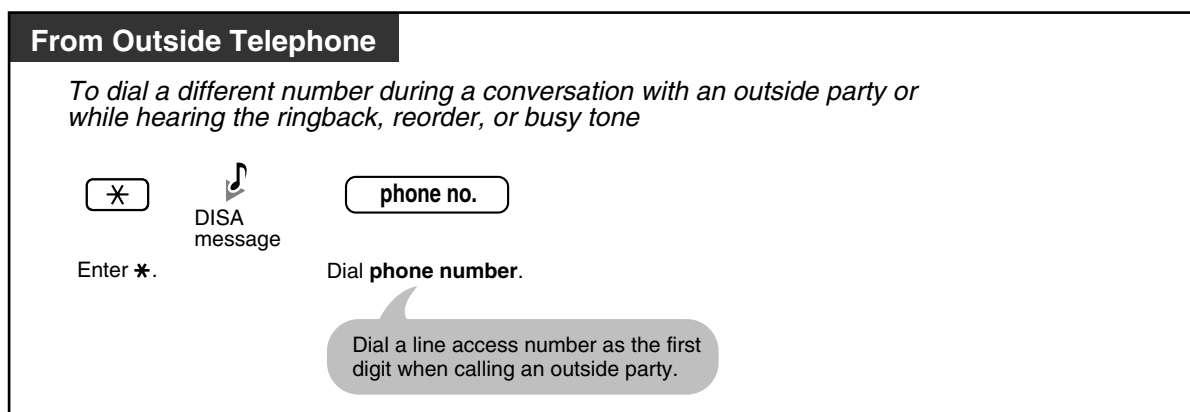 From Outside Telephone
To dial a different number during a conversation with an outside party or
while hearing the ringback, reorder, or busy tone
phone no.
DISA
message
Enter *.
Dial phone number.
Dial a line access number as the first
digit when calling an outside party.